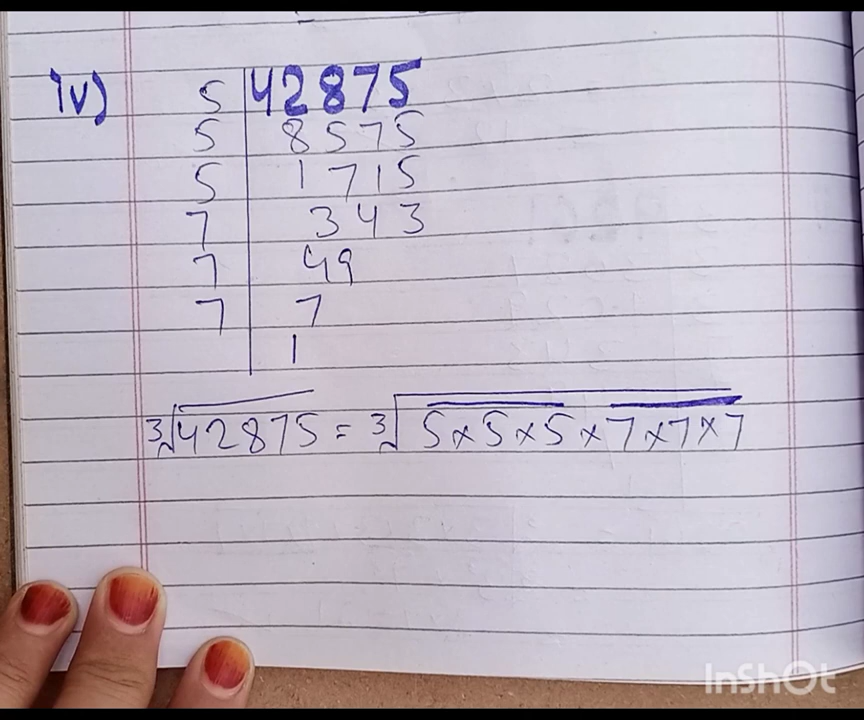 iv) 5 | 42875
5 | 8575
5 | 1715
7 | 343
7 | 49
7 | 7
1
∛42875 = ∛5×5×5×7×7×7
InShOt